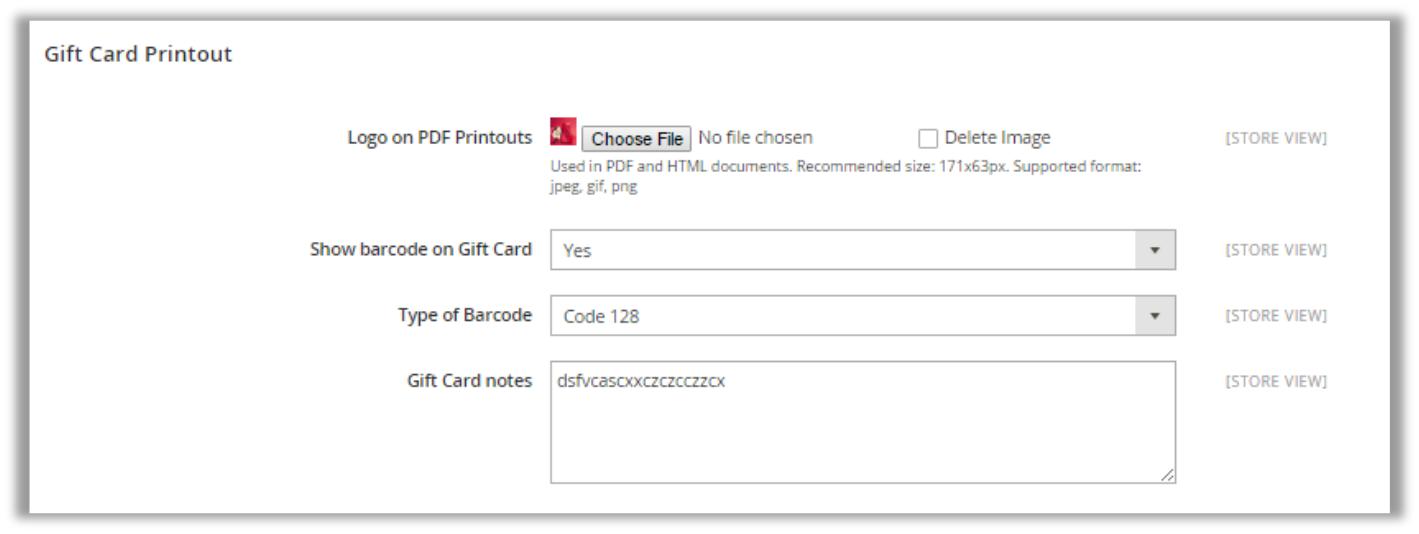 Gift Card Printout
Logo on PDF Printouts Choose File No file chosen Delete Image [STORE VIEW]
Used in PDF and HTML documents. Recommended size: 171x63px. Supported format:
jpeg, gif, png
Show barcode on Gift Card Yes [STORE VIEW]
Type of Barcode Code 128 [STORE VIEW]
Gift Card notes dsfvcascxxczczcczzcx [STORE VIEW]